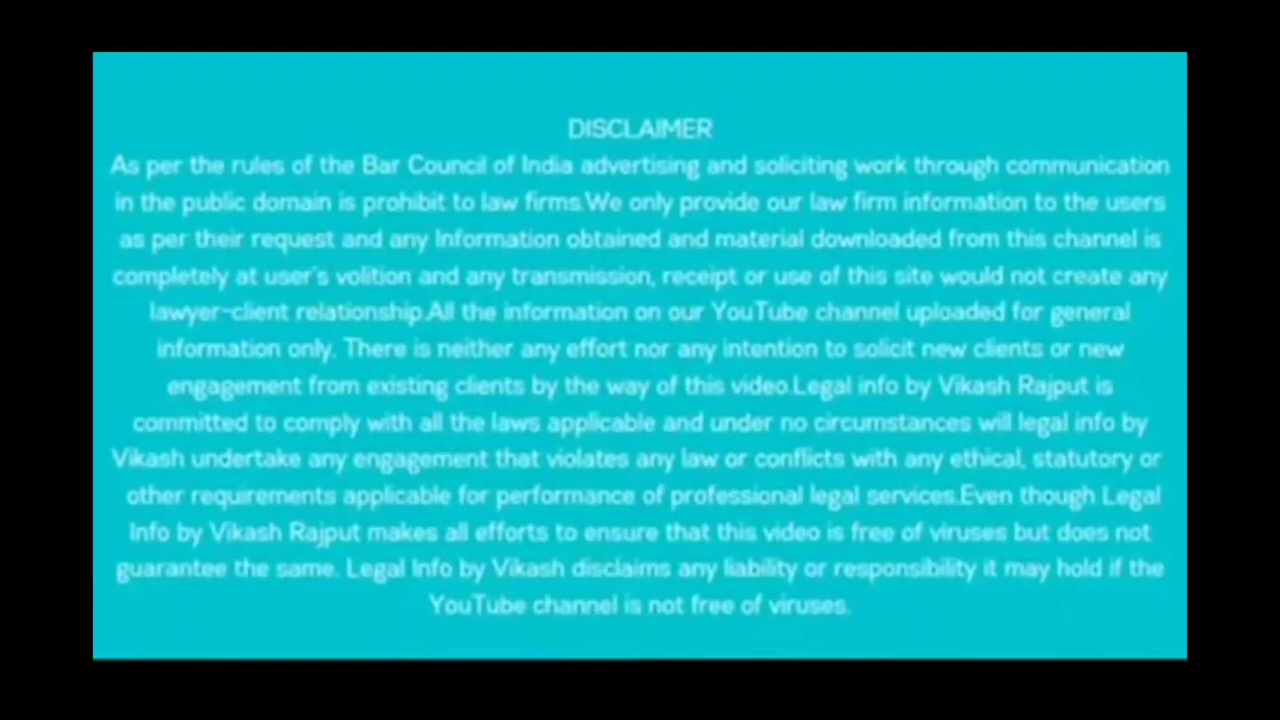 DISCLAIMER
As per the rules of the Bar Council of India advertising and soliciting work through communication
in the public domain is prohibit to law firms.We only provide our law firm information to the users
as per their request and any Information obtained and material downloaded from this channel is
completely at user's volition and any transmission, receipt or use of this site would not create any
lawyer-client relationship.All the information on our YouTube channel uploaded for general
information only. There is neither any effort nor any intention to solicit new clients or new
engagement from existing clients by the way of this video.Legal info by Vikash Rajput is
committed to comply with all the laws applicable and under no circumstances will legal info by
Vikash undertake any engagement that violates any law or conflicts with any ethical, statutory or
other requirements applicable for performance of professional legal services.Even though Legal
Info by Vikash Rajput makes all efforts to ensure that this video is free of viruses but does not
guarantee the same. Legal Info by Vikash disclaims any liability or responsibility it may hold if the
YouTube channel is not free of viruses.